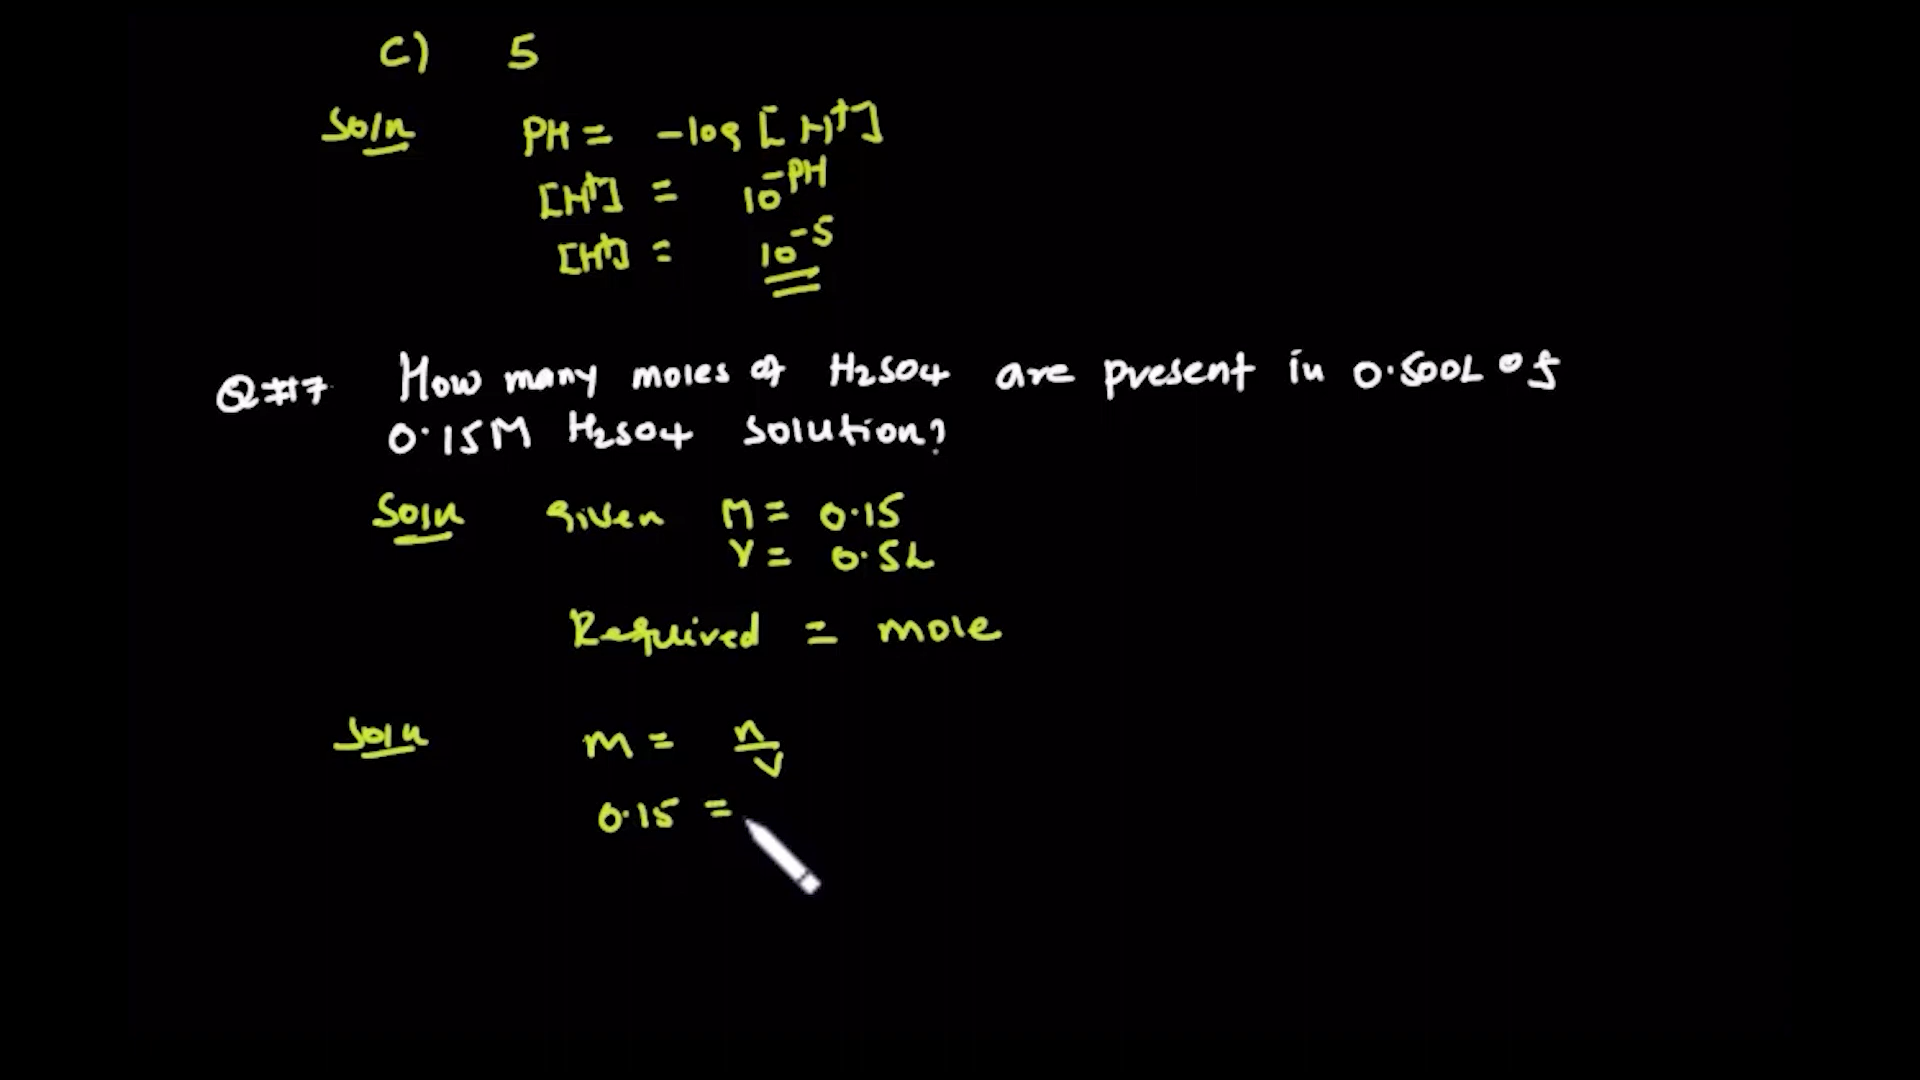 C) 5
Soln PH = -log [H⁺]
[H⁺] = 10^-PH
[H⁺] = 10^-5
Q#7 How many moles of H2SO4 are present in 0.500L of
0.15M H2SO4 solution?
Soln Given M = 0.15
V = 0.5L
Required = mole
Soln m = n/V
0.15 =